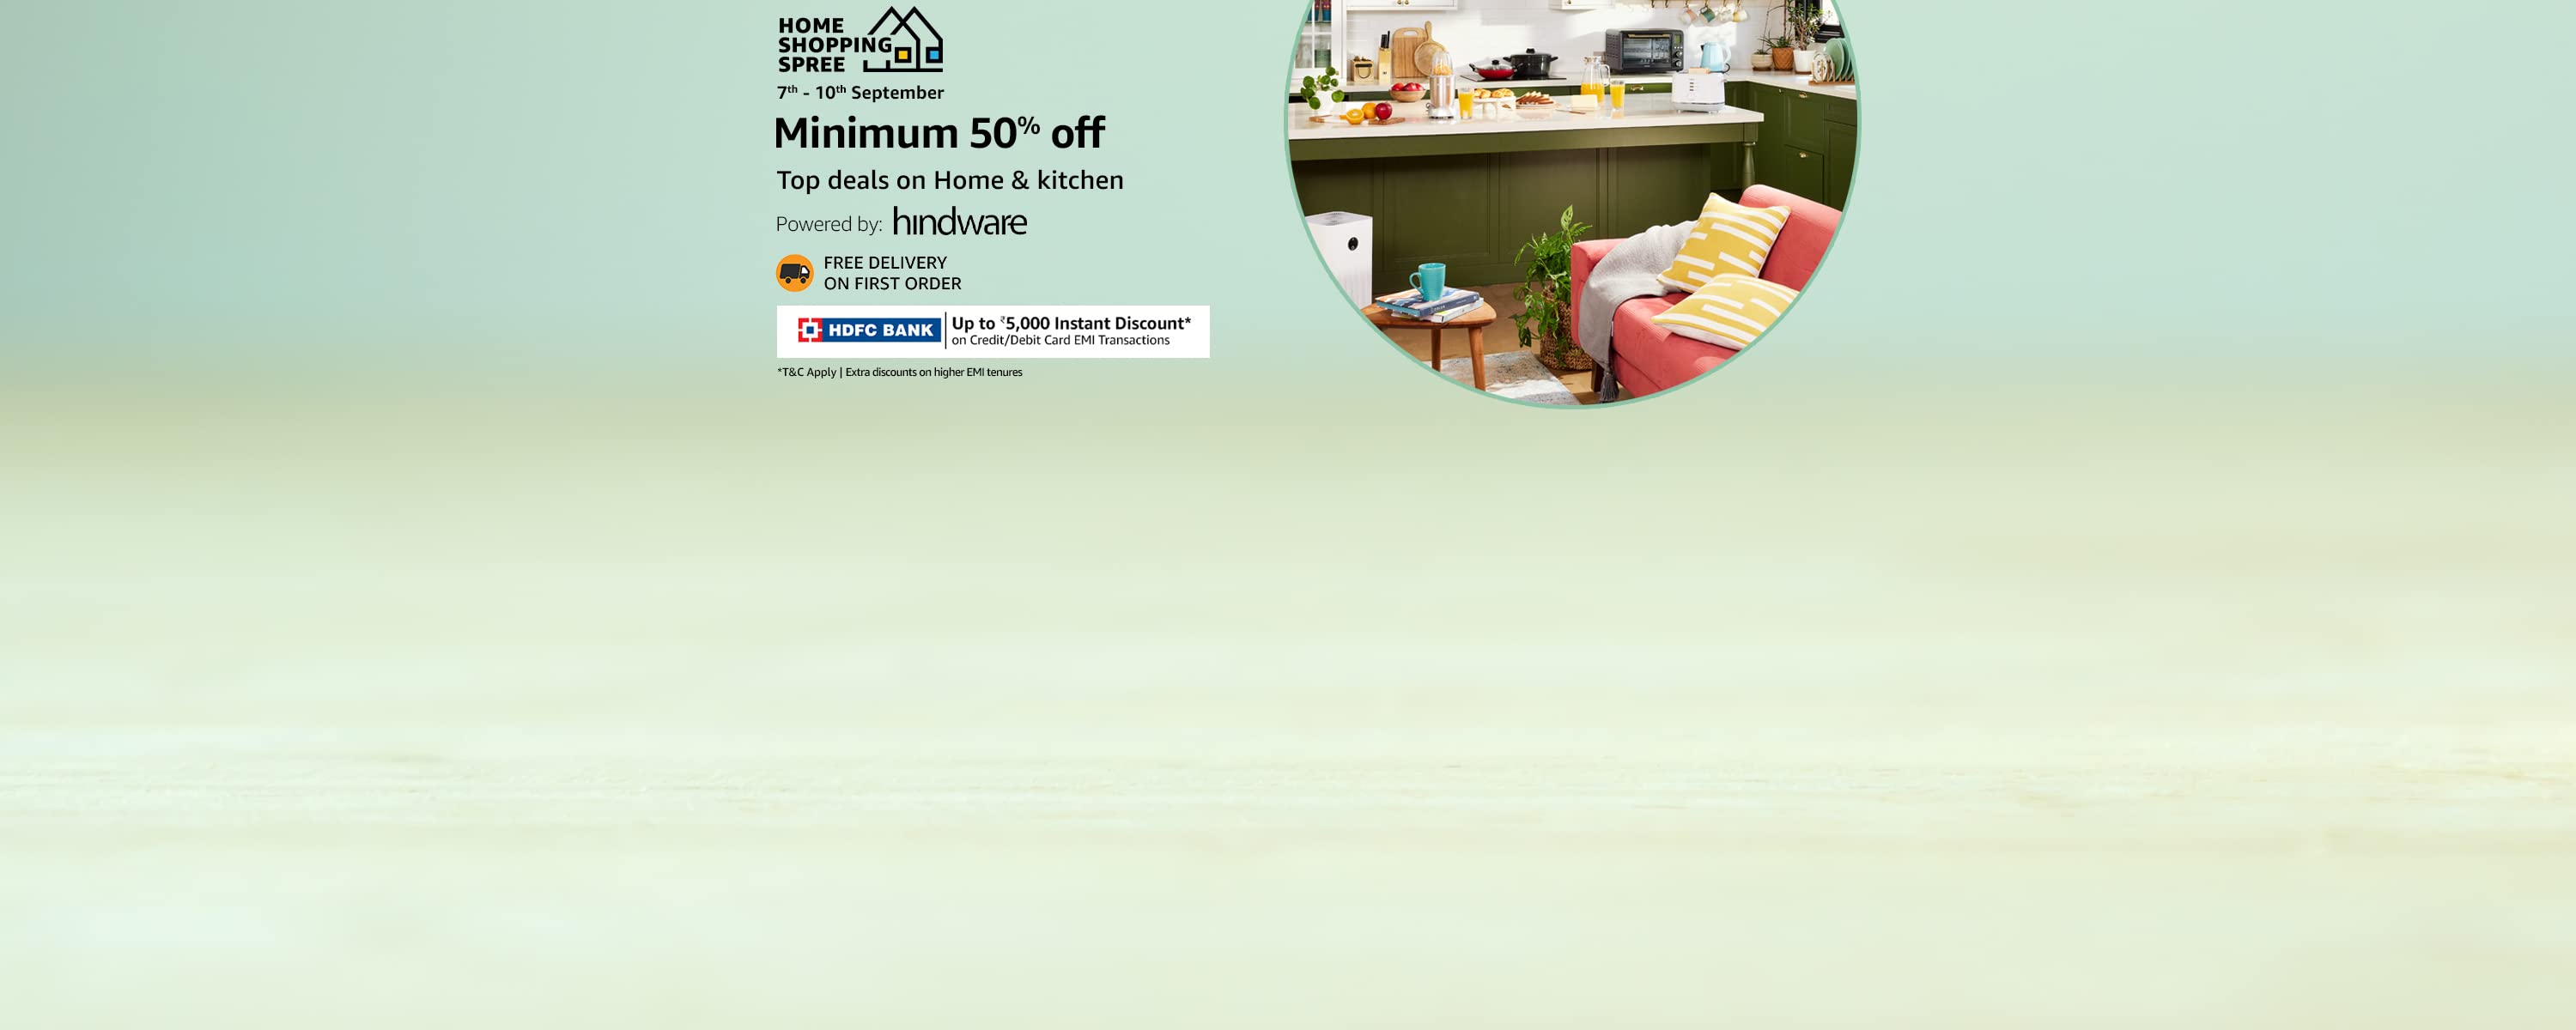 HOME
SHOPPING
SPREE
7th - 10th September
Minimum 50% off
Top deals on Home & kitchen
Powered by: hindware
FREE DELIVERY
ON FIRST ORDER
HDFC BANK
Up to ₹5,000 Instant Discount*
on Credit/Debit Card EMI Transactions
*T&C Apply | Extra discounts on higher EMI tenures